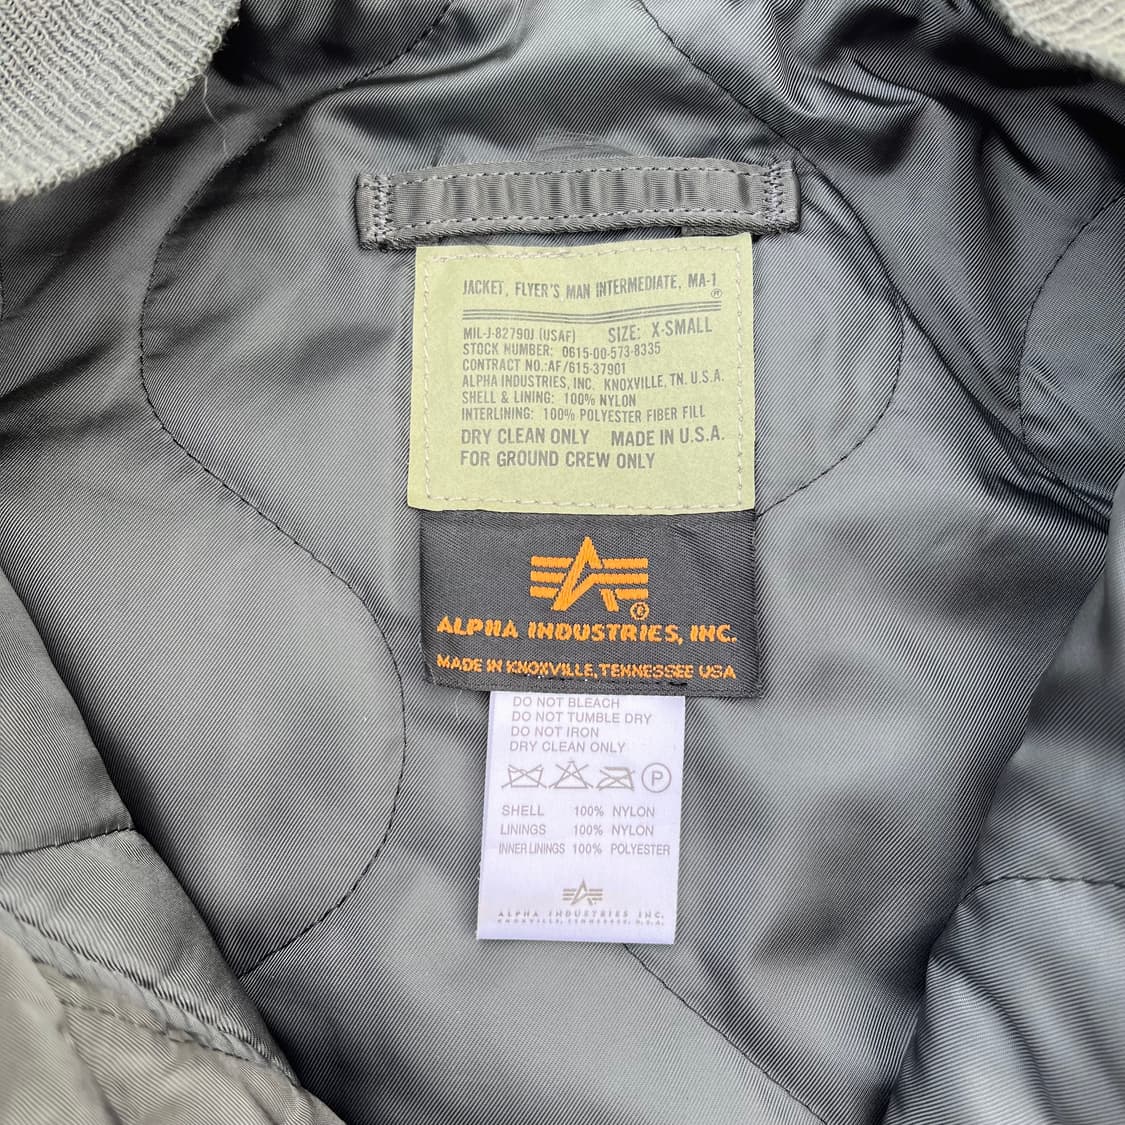 JACKET, FLYER'S MAN INTERMEDIATE, MA-1
®
MIL-J-82790J (USAF) SIZE: X-SMALL
STOCK NUMBER: 0615-00-573-8335
CONTRACT NO.:AF/615-37901
ALPHA INDUSTRIES, INC. KNOXVILLE, TN. U.S.A.
SHELL & LINING: 100% NYLON
INTERLINING: 100% POLYESTER FIBER FILL
DRY CLEAN ONLY MADE IN U.S.A.
FOR GROUND CREW ONLY
®
ALPHA INDUSTRIES, INC.
MADE IN KNOXVILLE, TENNESSEE USA
DO NOT BLEACH
DO NOT TUMBLE DRY
DO NOT IRON
DRY CLEAN ONLY
P
SHELL 100% NYLON
LININGS 100% NYLON
INNER LININGS 100% POLYESTER
ALPHA INDUSTRIES INC.
KNOXVILLE, TENNESSEE, U.S.A.